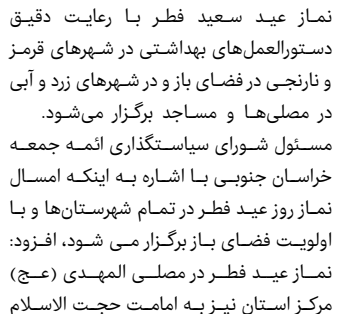 نماز عید سعید فطر با رعایت دقیق
دستورالعمل‌های بهداشتی در شهرهای قرمز
و نارنجی در فضای باز و در شهرهای زرد و آبی
در مصلی‌ها و مساجد برگزار می‌شود.
مسئول شورای سیاستگذاری ائمه جمعه
خراسان جنوبی با اشاره به اینکه امسال
نماز روز عید فطر در تمام شهرستان‌ها و با
اولویت فضای باز برگزار می شود، افزود:
نماز عید فطر در مصلی المهدی (عج)
مرکز استان نیز به امامت حجت الاسلام